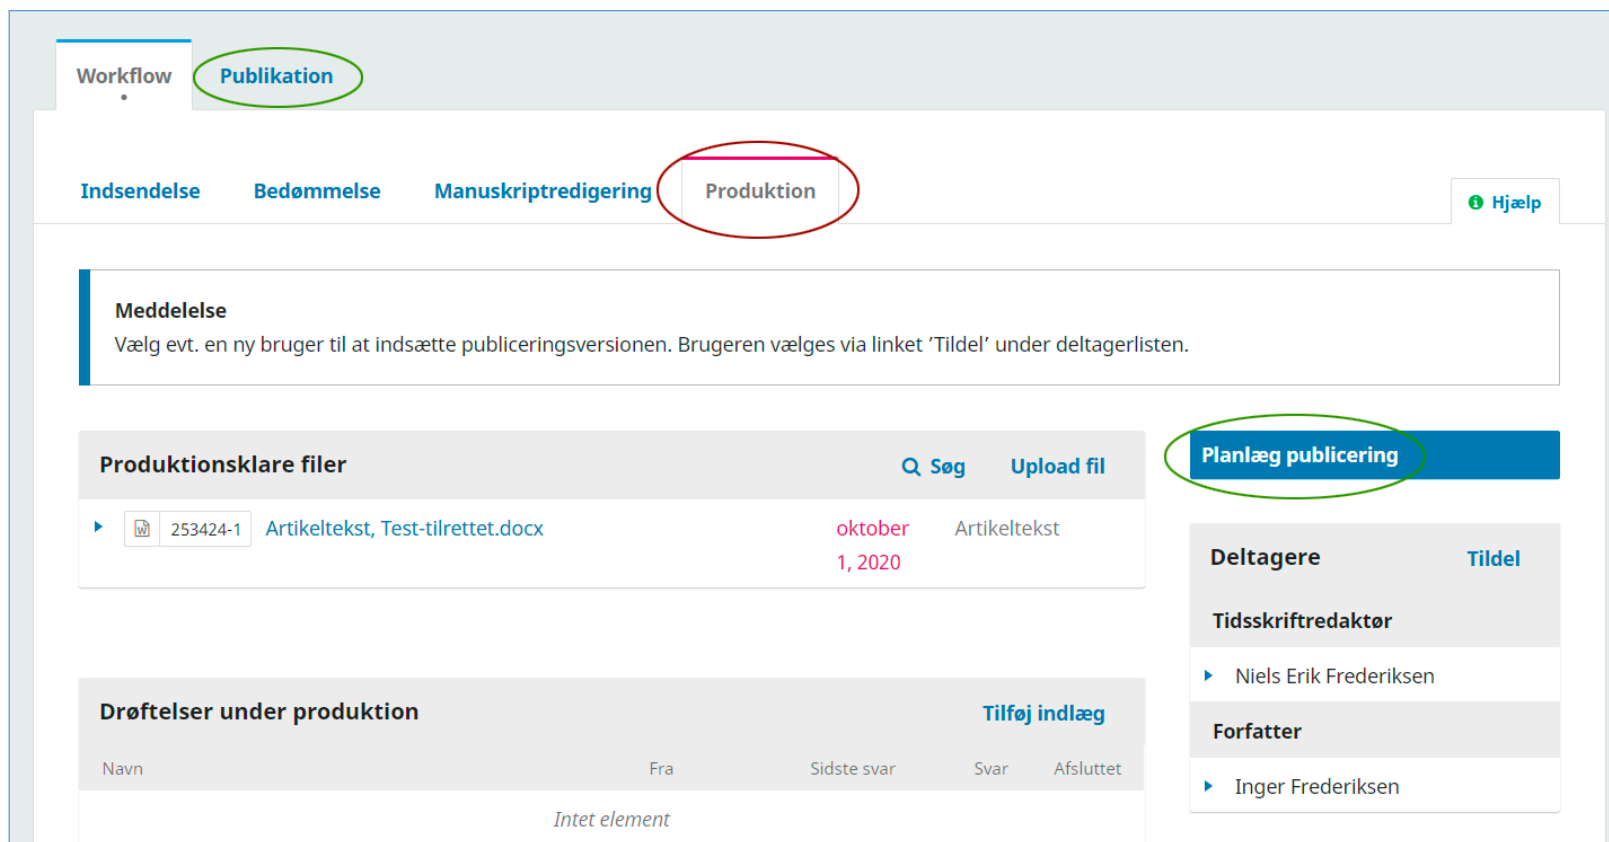 Workflow Publikation
Indsendelse Bedømmelse Manuskriptredigering Produktion
Hjælp
Meddelelse
Vælg evt. en ny bruger til at indsætte publiceringsversionen. Brugeren vælges via linket ’Tildel’ under deltagerlisten.
Produktionsklare filer Søg Upload fil
253424-1 Artikeltekst, Test-tilrettet.docx oktober Artikeltekst
1, 2020
Drøftelser under produktion Tilføj indlæg
Navn Fra Sidste svar Svar Afsluttet
Intet element
Planlæg publicering
Deltagere Tildel
Tidsskriftredaktør
Niels Erik Frederiksen
Forfatter
Inger Frederiksen